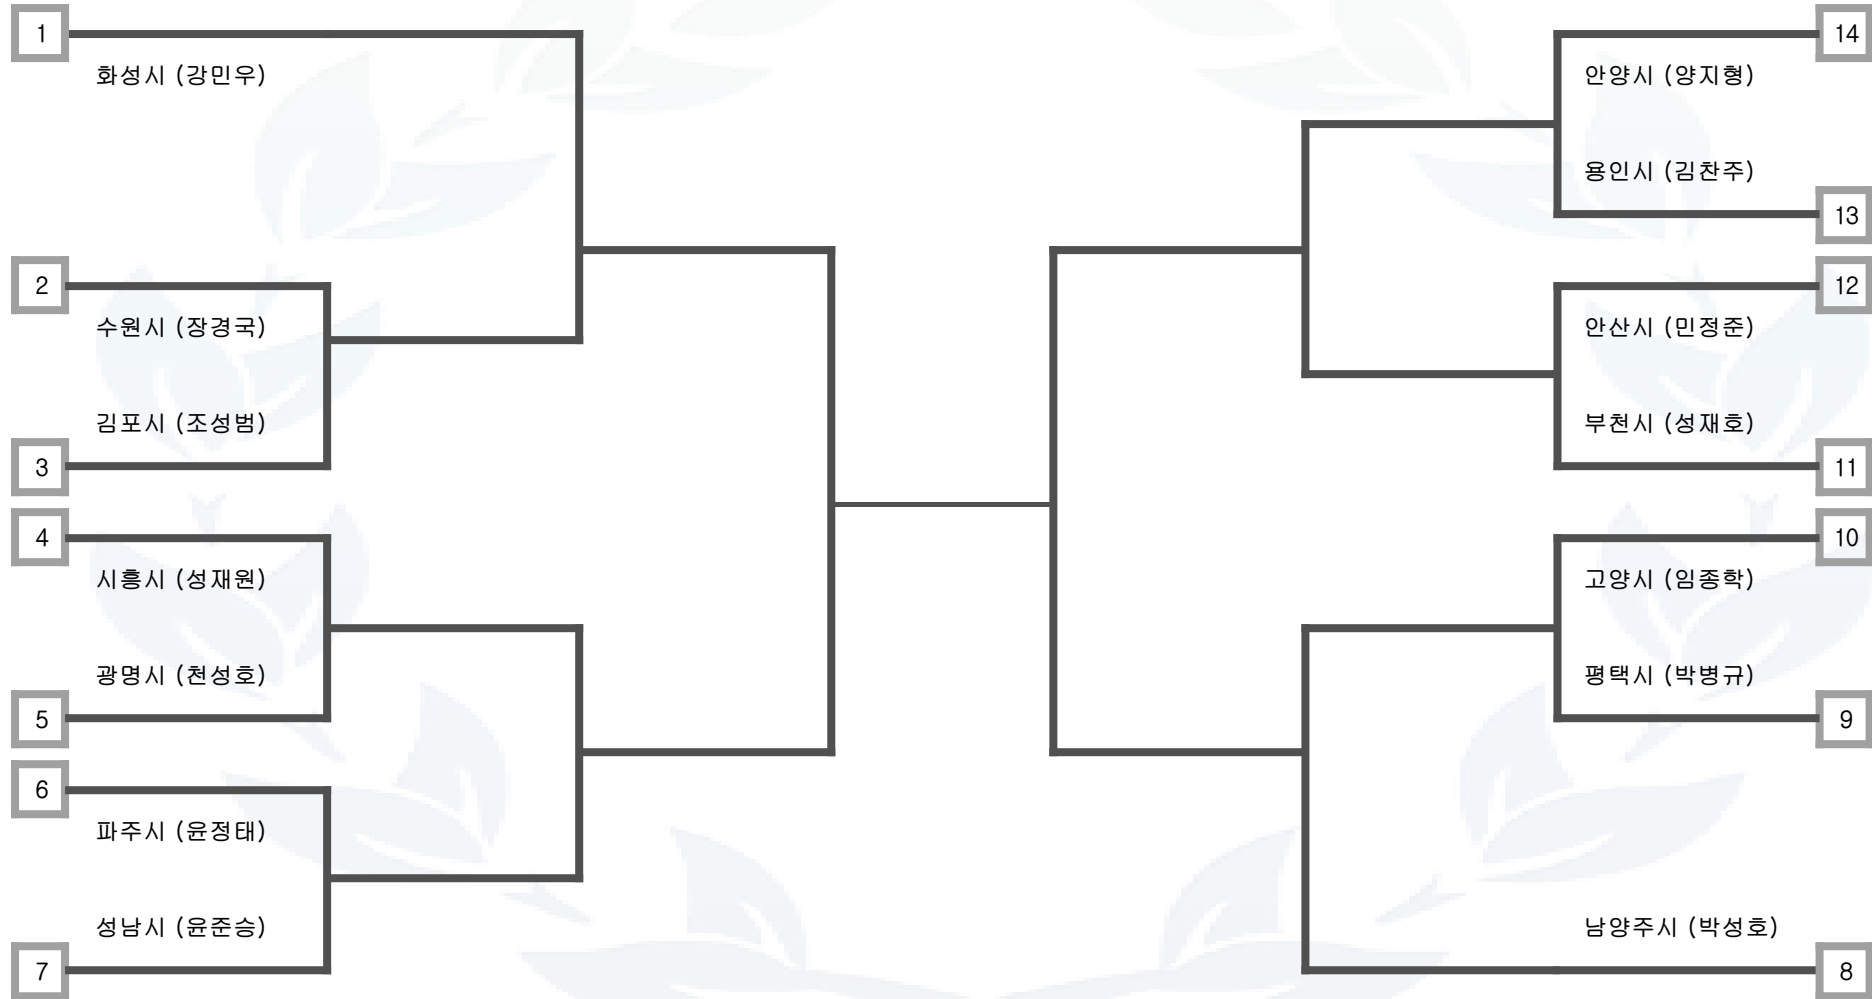 1
화성시 (강민우)
2
수원시 (장경국)
김포시 (조성범)
3
4
시흥시 (성재원)
광명시 (천성호)
5
6
파주시 (윤정태)
성남시 (윤준승)
7
14
안양시 (양지형)
용인시 (김찬주)
13
12
안산시 (민정준)
부천시 (성재호)
11
10
고양시 (임종학)
평택시 (박병규)
9
남양주시 (박성호)
8